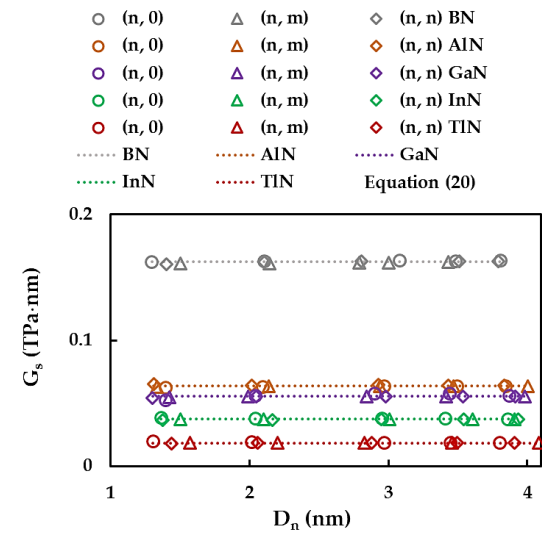 (n, 0) (n, m) (n, n) BN
(n, 0) (n, m) (n, n) AlN
(n, 0) (n, m) (n, n) GaN
(n, 0) (n, m) (n, n) InN
(n, 0) (n, m) (n, n) TlN
BN AlN GaN
InN TlN Equation (20)
0.2
0.1
0
Gs (TPa·nm)
1 2 3 4
Dn (nm)